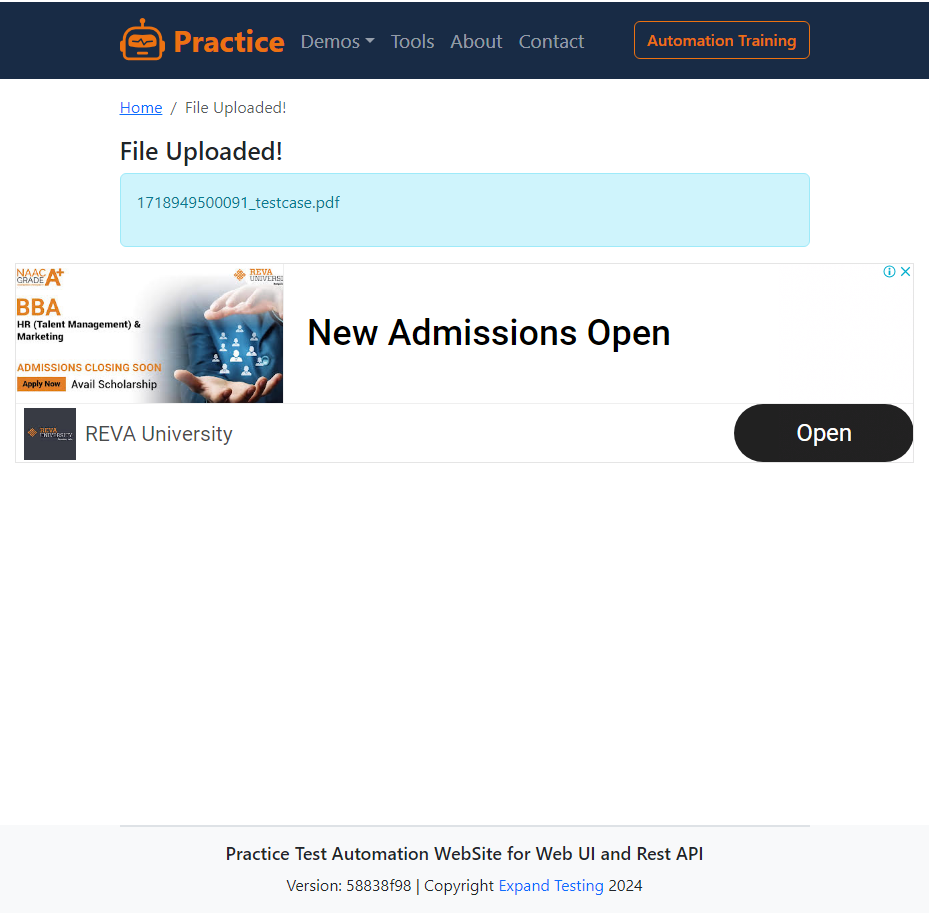 Practice Demos Tools About Contact Automation Training
Home / File Uploaded!
File Uploaded!
1718949500091_testcase.pdf
NAAC GRADE A+
REVA
BBA
HR (Talent Management) &
Marketing
ADMISSIONS CLOSING SOON
Apply Now Avail Scholarship
New Admissions Open
REVA University
Open
Practice Test Automation WebSite for Web UI and Rest API
Version: 58838f98 | Copyright Expand Testing 2024